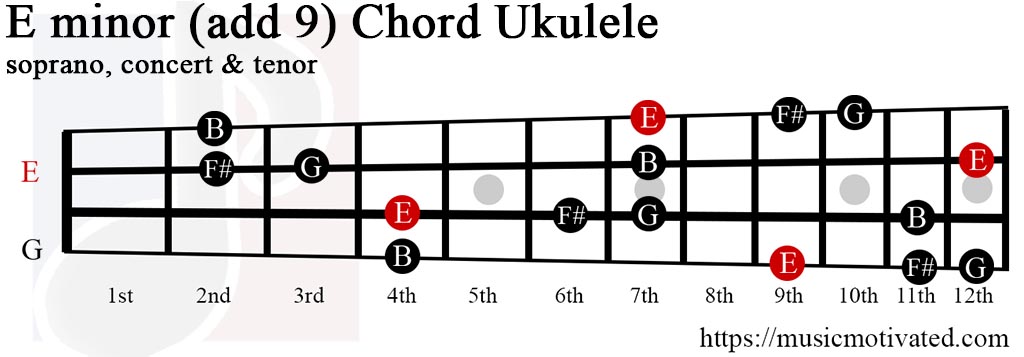 E minor (add 9) Chord Ukulele
soprano, concert & tenor
B E F# G
E F# G B E
E F# G B
G B E F# G
1st 2nd 3rd 4th 5th 6th 7th 8th 9th 10th 11th 12th
https://musicmotivated.com